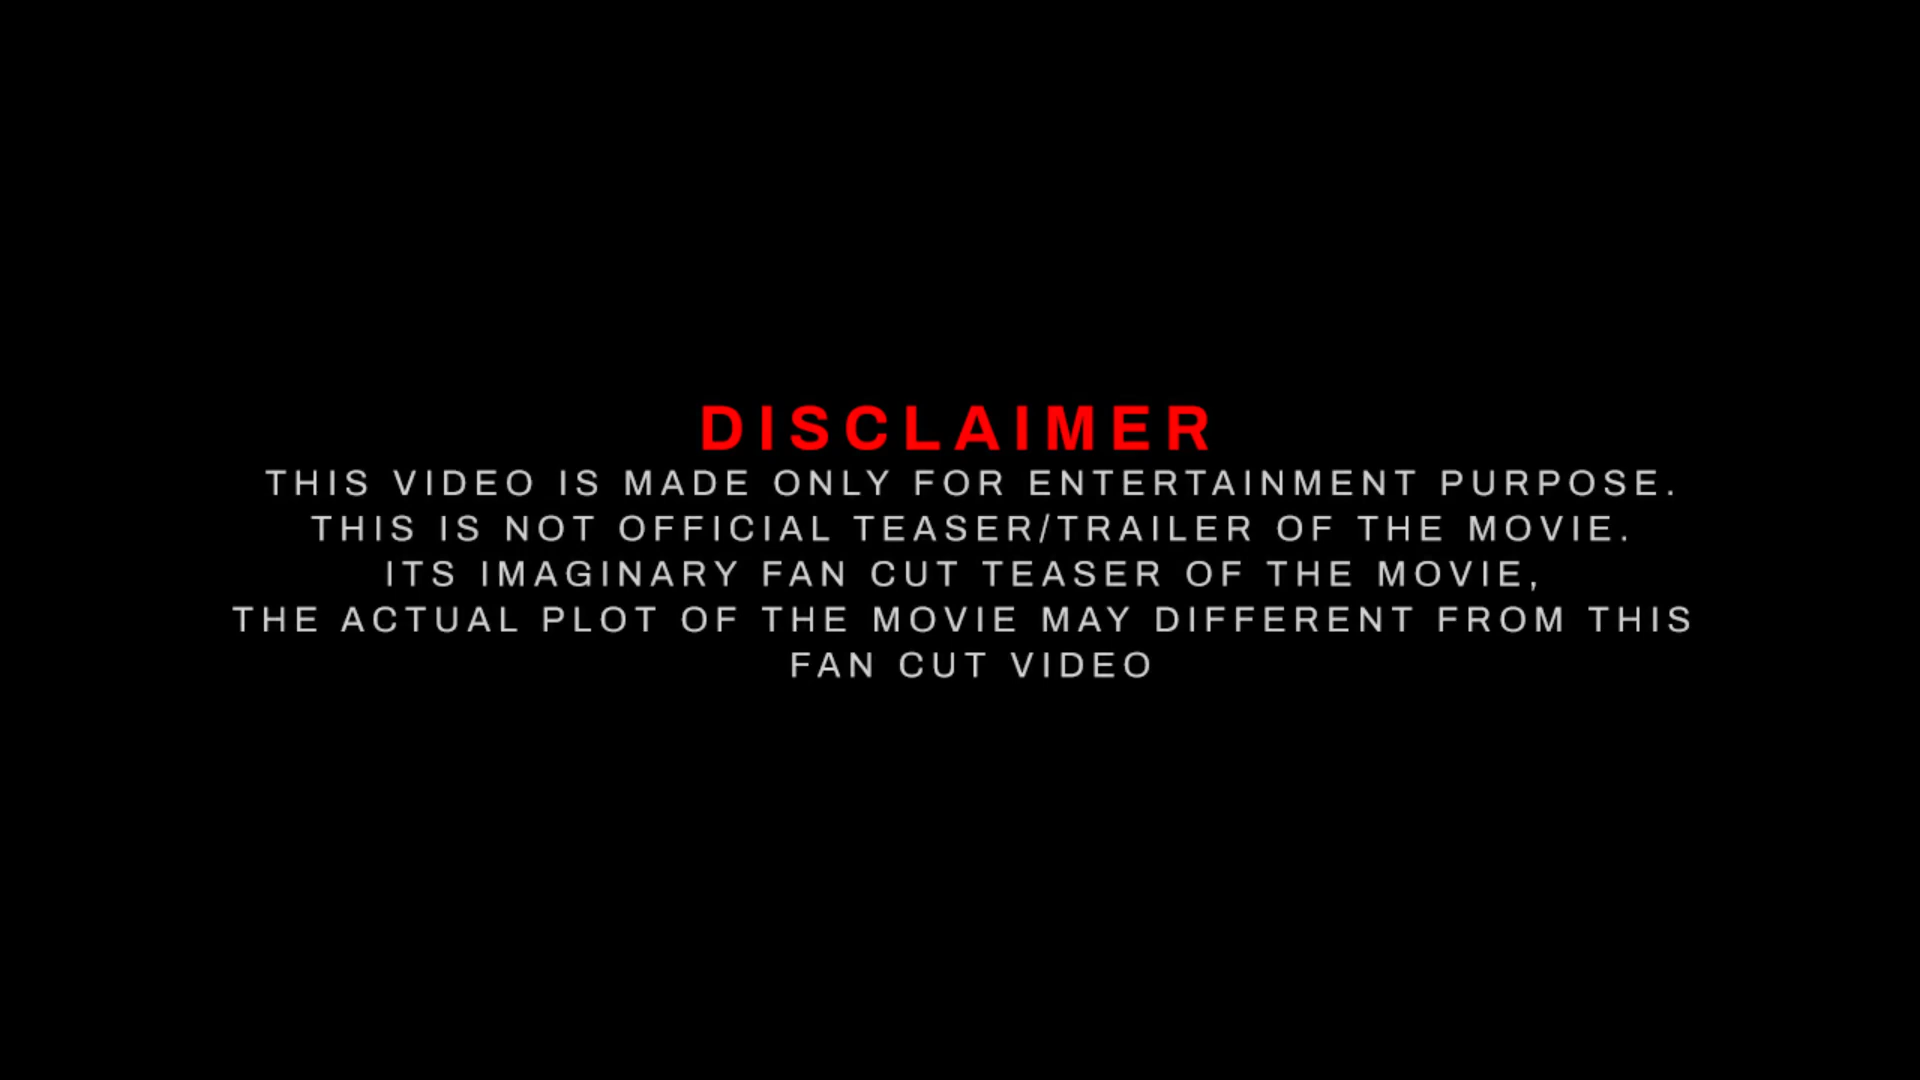 DISCLAIMER
THIS VIDEO IS MADE ONLY FOR ENTERTAINMENT PURPOSE.
THIS IS NOT OFFICIAL TEASER/TRAILER OF THE MOVIE.
ITS IMAGINARY FAN CUT TEASER OF THE MOVIE,
THE ACTUAL PLOT OF THE MOVIE MAY DIFFERENT FROM THIS
FAN CUT VIDEO